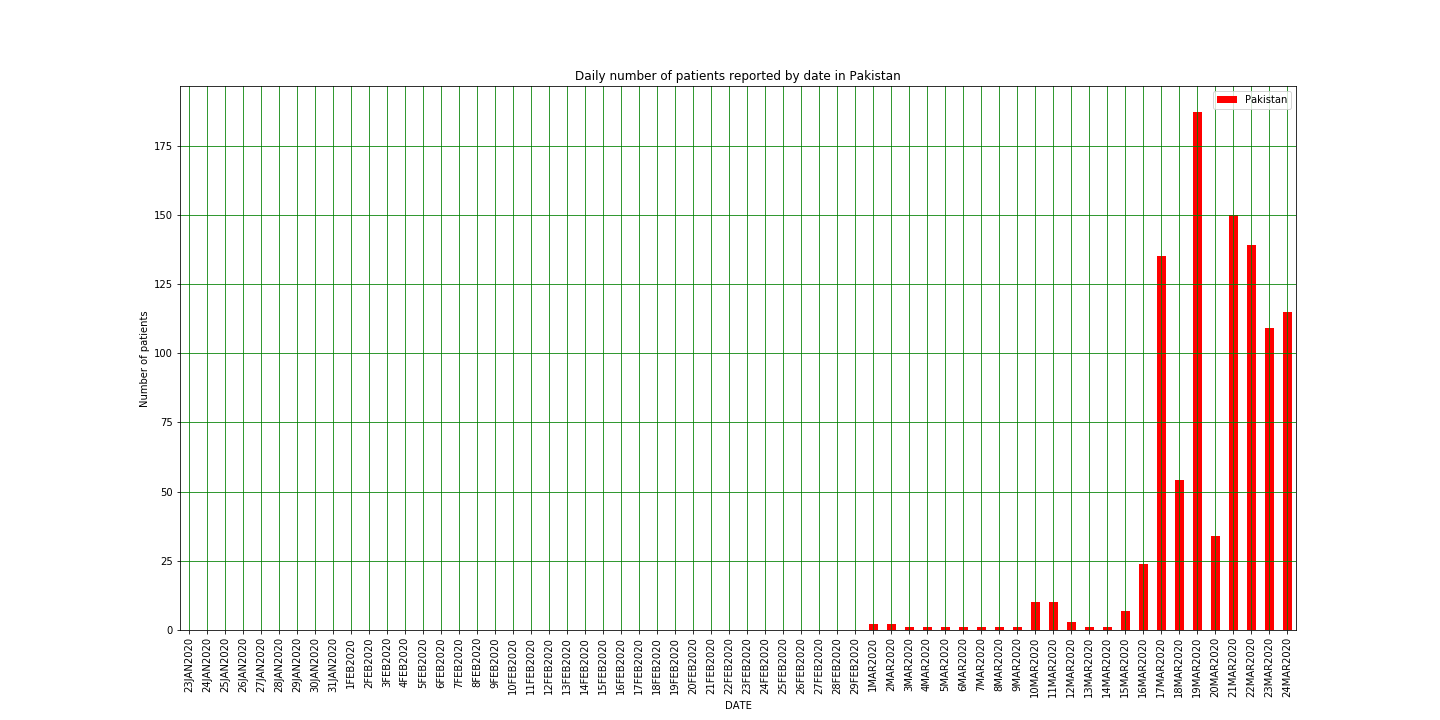 Daily number of patients reported by date in Pakistan
Pakistan
175
150
125
100
75
50
25
0
Number of patients
23JAN2020
24JAN2020
25JAN2020
26JAN2020
27JAN2020
28JAN2020
29JAN2020
30JAN2020
31JAN2020
1FEB2020
2FEB2020
3FEB2020
4FEB2020
5FEB2020
6FEB2020
7FEB2020
8FEB2020
9FEB2020
10FEB2020
11FEB2020
12FEB2020
13FEB2020
14FEB2020
15FEB2020
16FEB2020
17FEB2020
18FEB2020
19FEB2020
20FEB2020
21FEB2020
22FEB2020
23FEB2020
24FEB2020
25FEB2020
26FEB2020
27FEB2020
28FEB2020
29FEB2020
1MAR2020
2MAR2020
3MAR2020
4MAR2020
5MAR2020
6MAR2020
7MAR2020
8MAR2020
9MAR2020
10MAR2020
11MAR2020
12MAR2020
13MAR2020
14MAR2020
15MAR2020
16MAR2020
17MAR2020
18MAR2020
19MAR2020
20MAR2020
21MAR2020
22MAR2020
23MAR2020
24MAR2020
DATE